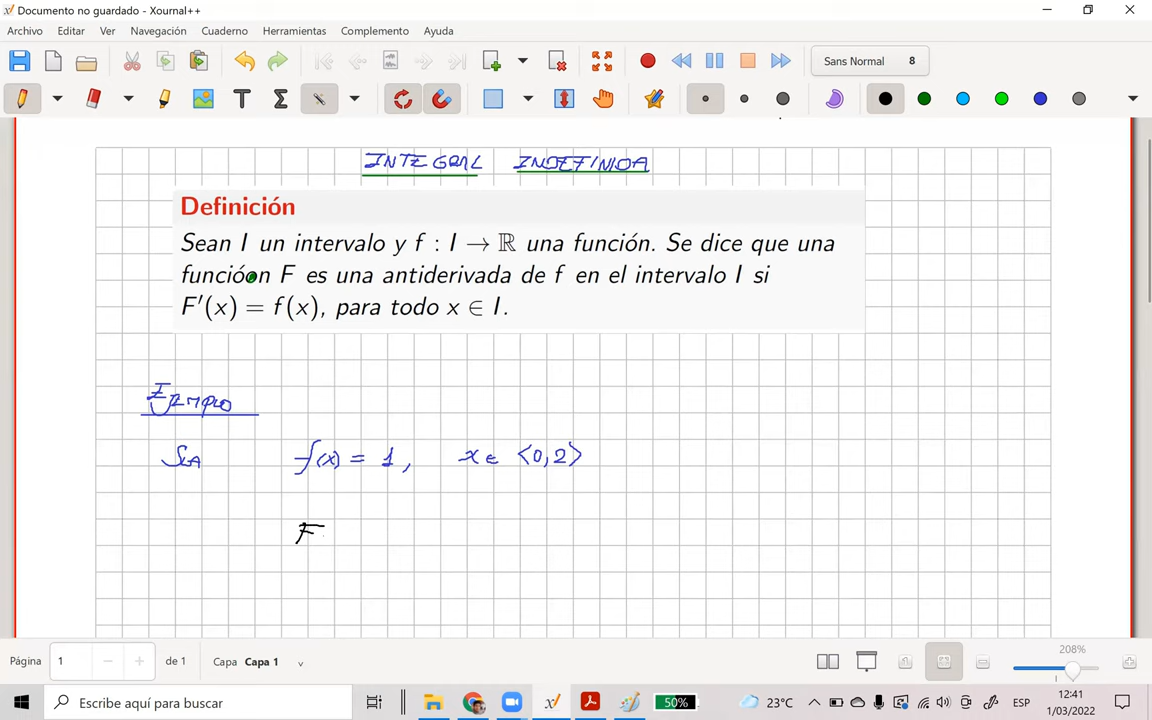 Documento no guardado - Xournal++
Archivo Editar Ver Navegación Cuaderno Herramientas Complemento Ayuda
Sans Normal 8
INTEGRAL INDEFINIDA
Definición
Sean I un intervalo y f : I → ℝ una función. Se dice que una
funcióon F es una antiderivada de f en el intervalo I si
F′(x) = f(x), para todo x ∈ I.
EJEMPLO
SEA f(x) = 1, x ∈ ⟨0,2⟩
F
Página 1 de 1 Capa Capa 1 208%
Escribe aquí para buscar 50% 23°C ESP 12:41
1/03/2022